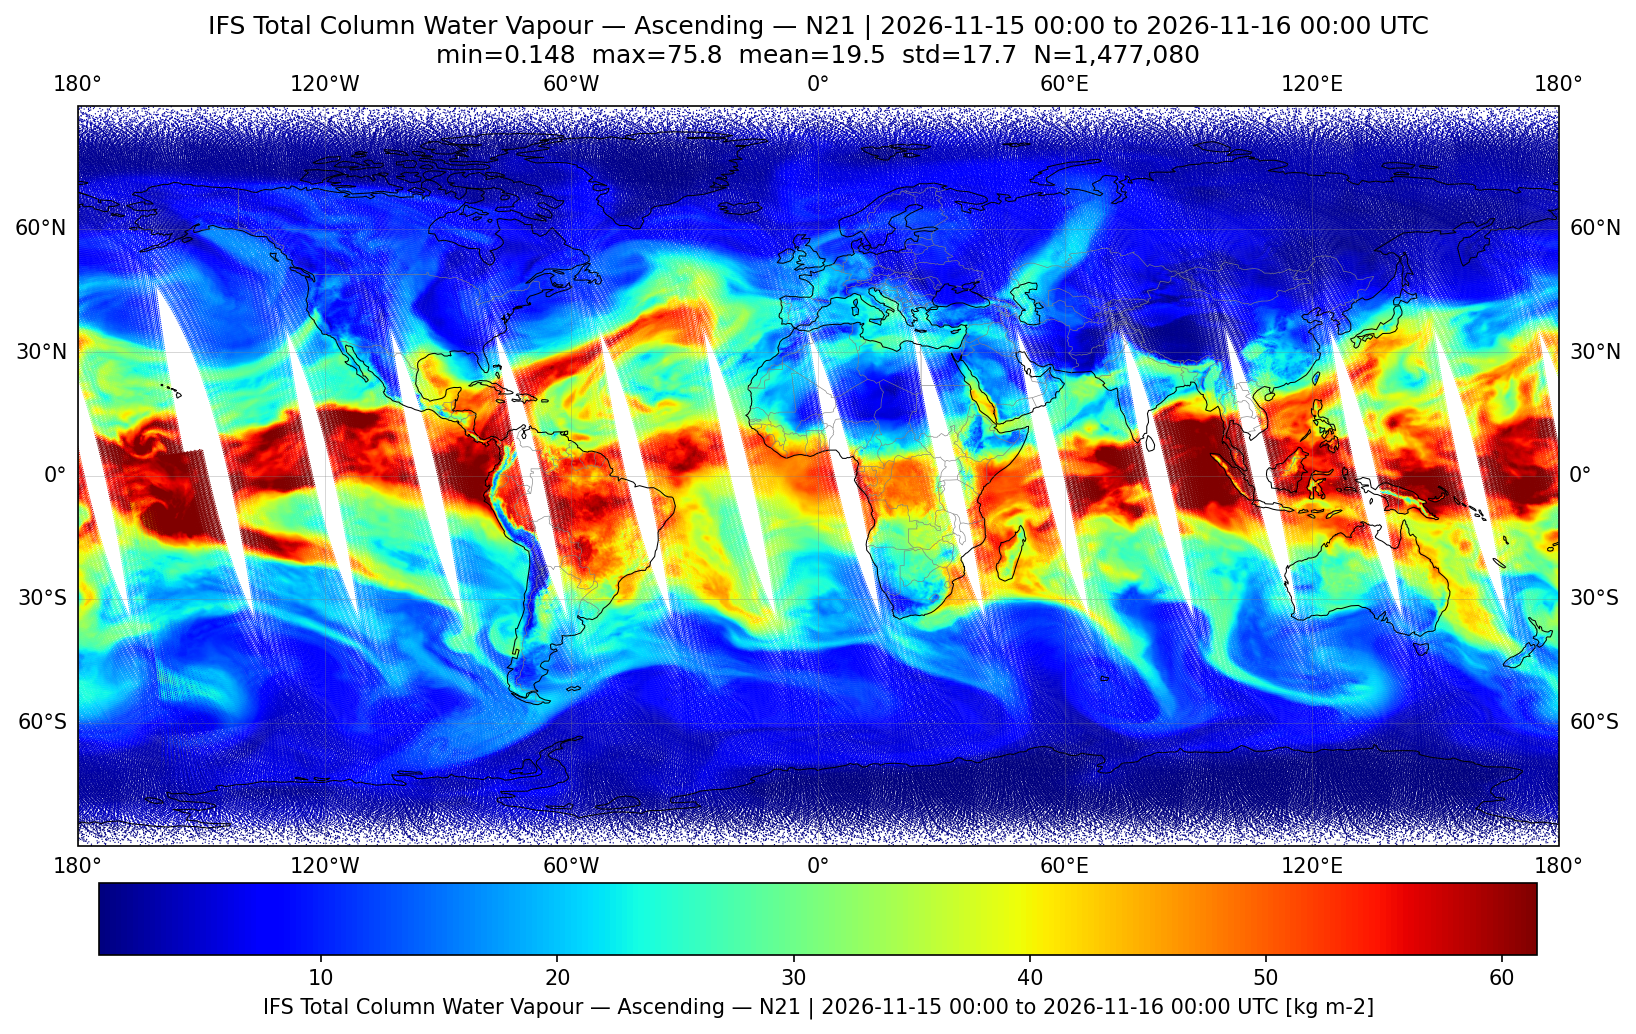 IFS Total Column Water Vapour — Ascending — N21 | 2026-11-15 00:00 to 2026-11-16 00:00 UTC
min=0.148 max=75.8 mean=19.5 std=17.7 N=1,477,080
180° 120°W 60°W 0° 60°E 120°E 180°
60°N 60°N
30°N 30°N
0° 0°
30°S 30°S
60°S 60°S
180° 120°W 60°W 0° 60°E 120°E 180°
10 20 30 40 50 60
IFS Total Column Water Vapour — Ascending — N21 | 2026-11-15 00:00 to 2026-11-16 00:00 UTC [kg m-2]